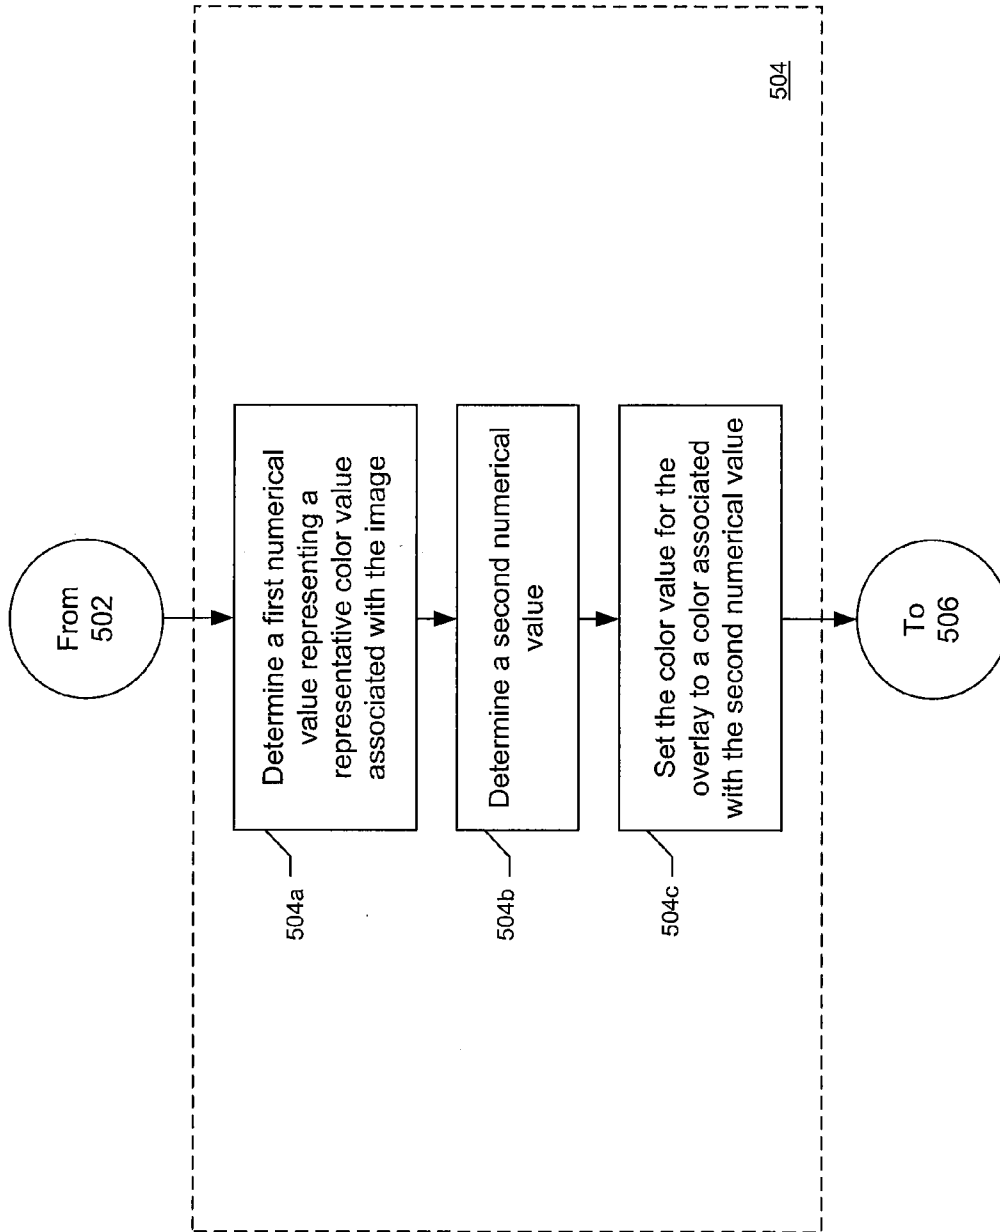 From
502
Determine a first numerical
value representing a
representative color value
associated with the image
504a
Determine a second numerical
value
504b
Set the color value for the
overlay to a color associated
with the second numerical value
504c
504
To
506